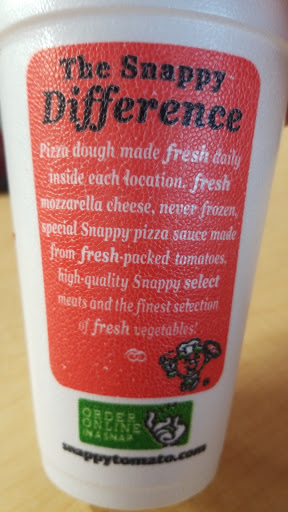 The Snappy
Difference
Pizza dough made fresh daily
inside each location, fresh
mozzarella cheese, never frozen,
special Snappy pizza sauce made
from fresh-packed tomatoes,
high-quality Snappy select
meats and the finest selection
of fresh vegetables!
ORDER
ONLINE
IN A SNAP
snappytomato.com